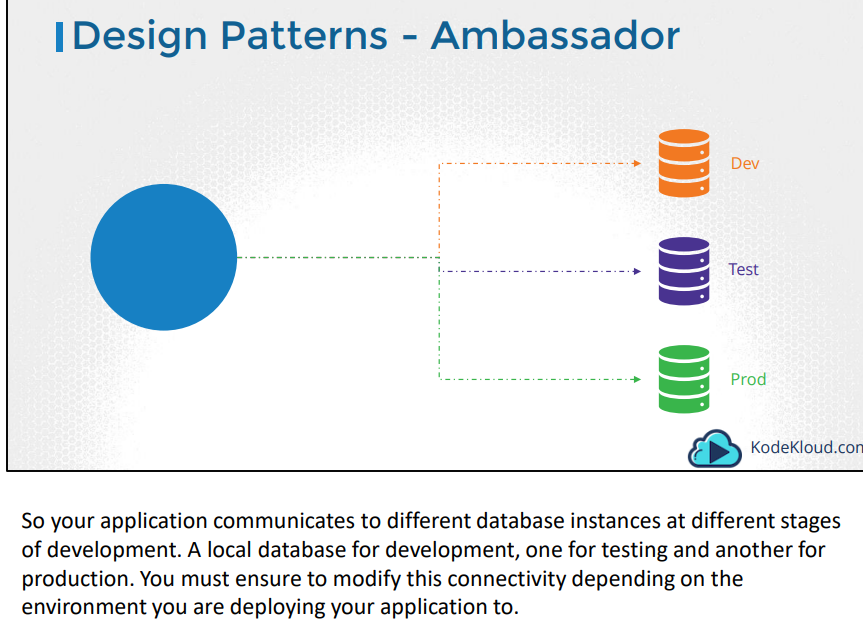 Design Patterns - Ambassador
Dev
Test
Prod
KodeKloud.com
So your application communicates to different database instances at different stages
of development. A local database for development, one for testing and another for
production. You must ensure to modify this connectivity depending on the
environment you are deploying your application to.